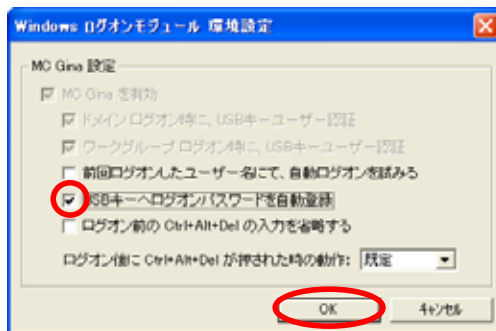 Windows ログオンモジュール 環境設定
MC Gina 設定
MC Gina を有効
ドメイン ログオン時に、USBキーユーザー認証
ワークグループ ログオン時に、USBキーユーザー認証
前回ログオンしたユーザー名にて、自動ログオンを試みる
USBキーへログオンパスワードを自動登録
ログオン前の Ctrl+Alt+Del の入力を省略する
ログオン後に Ctrl+Alt+Del が押された時の動作: 既定
OK キャンセル